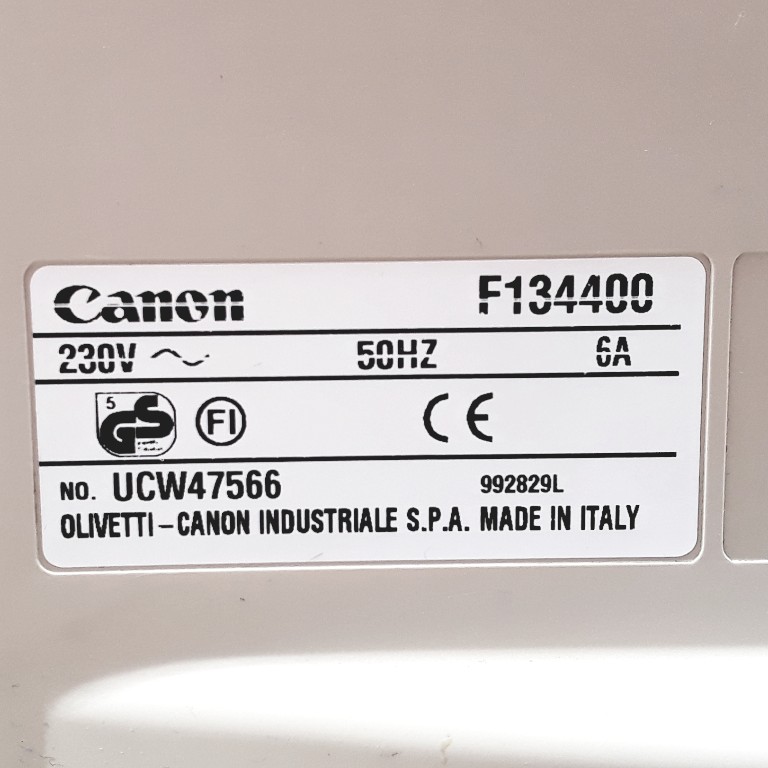 Canon F134400
230V ~ 50HZ 6A
5 GS FI CE
NO. UCW47566 992829L
OLIVETTI-CANON INDUSTRIALE S.P.A. MADE IN ITALY